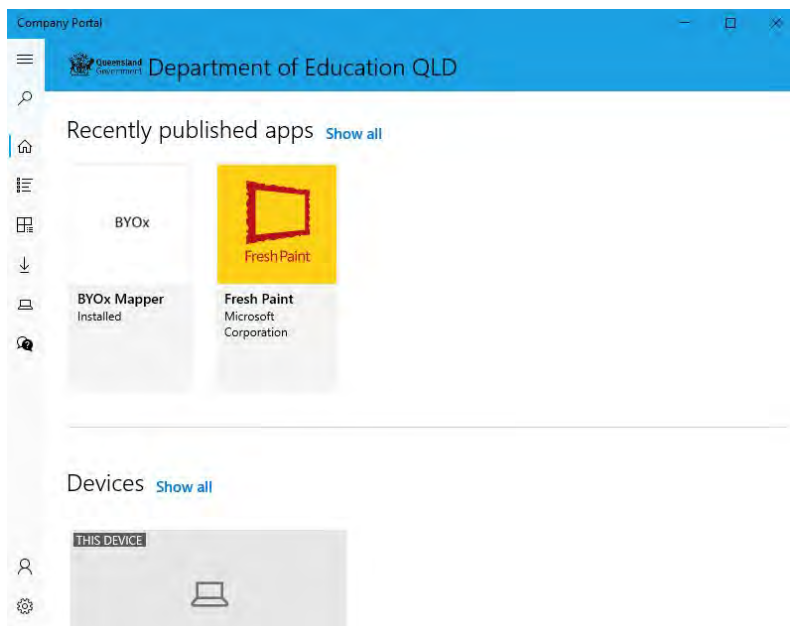 Company Portal
Queensland
Government
Department of Education QLD
Recently published apps Show all
BYOx
Fresh Paint
BYOx Mapper
Installed
Fresh Paint
Microsoft
Corporation
Devices Show all
THIS DEVICE